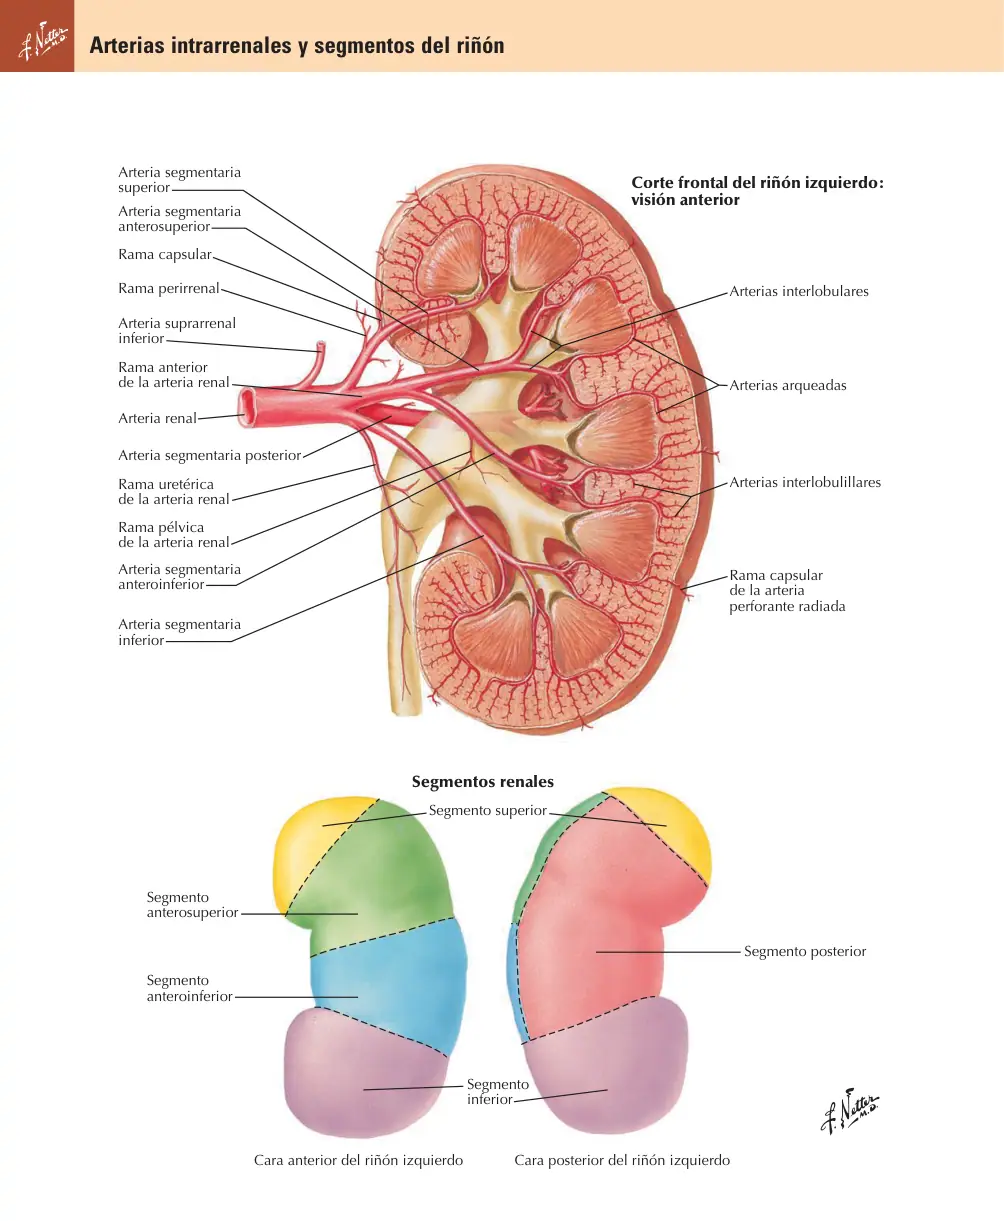 F. Netter M.D.
Arterias intrarrenales y segmentos del riñón
Arteria segmentaria
superior
Arteria segmentaria
anterosuperior
Rama capsular
Rama perirrenal
Arteria suprarrenal
inferior
Rama anterior
de la arteria renal
Arteria renal
Arteria segmentaria posterior
Rama uretérica
de la arteria renal
Rama pélvica
de la arteria renal
Arteria segmentaria
anteroinferior
Arteria segmentaria
inferior
Corte frontal del riñón izquierdo:
visión anterior
Arterias interlobulares
Arterias arqueadas
Arterias interlobulillares
Rama capsular
de la arteria
perforante radiada
Segmentos renales
Segmento superior
Segmento
anterosuperior
Segmento
anteroinferior
Segmento posterior
Segmento
inferior
F. Netter M.D.
Cara anterior del riñón izquierdo
Cara posterior del riñón izquierdo